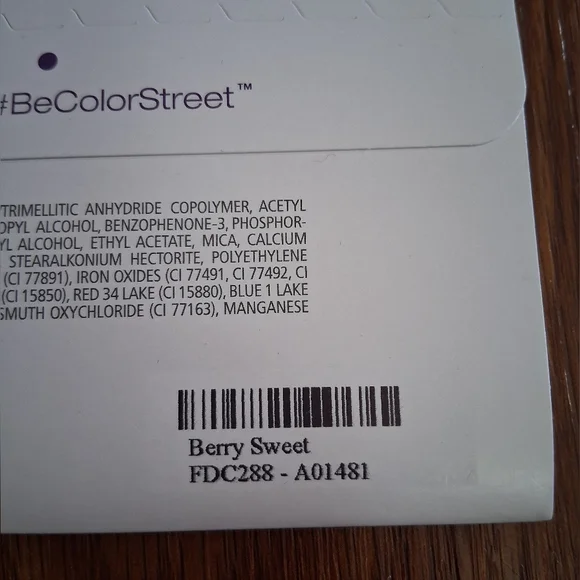 #BeColorStreet™
TRIMELLITIC ANHYDRIDE COPOLYMER, ACETYL
OPYL ALCOHOL, BENZOPHENONE-3, PHOSPHOR-
YL ALCOHOL, ETHYL ACETATE, MICA, CALCIUM
STEARALKONIUM HECTORITE, POLYETHYLENE
(CI 77891), IRON OXIDES (CI 77491, CI 77492, CI
(CI 15850), RED 34 LAKE (CI 15880), BLUE 1 LAKE
SMUTH OXYCHLORIDE (CI 77163), MANGANESE
Berry Sweet
FDC288 - A01481